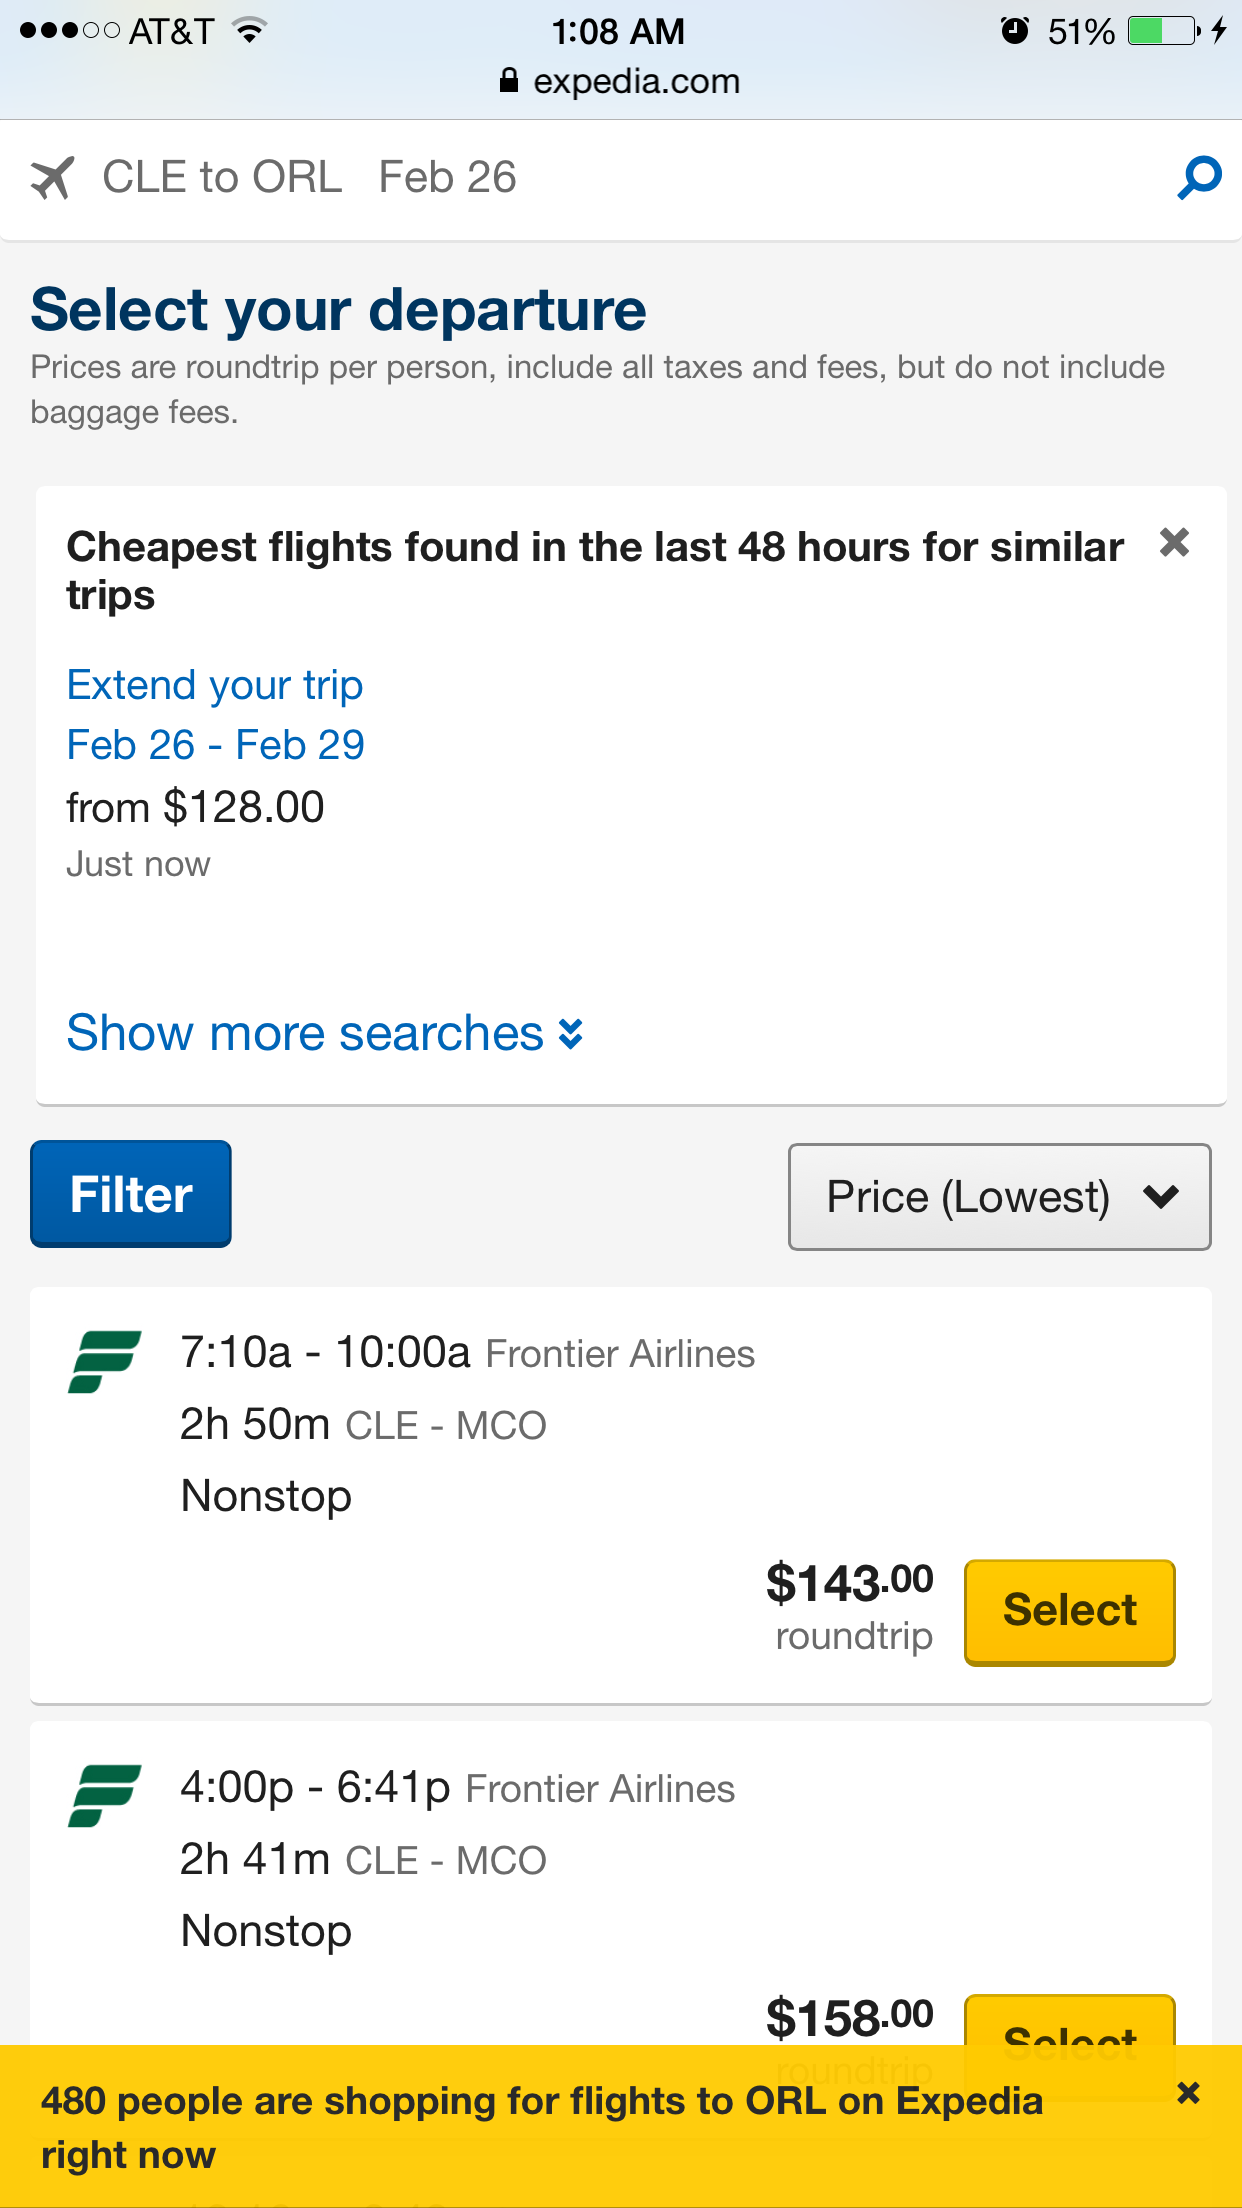 AT&T 1:08 AM 51%
expedia.com
CLE to ORL Feb 26
Select your departure
Prices are roundtrip per person, include all taxes and fees, but do not include
baggage fees.
Cheapest flights found in the last 48 hours for similar
trips
Extend your trip
Feb 26 - Feb 29
from $128.00
Just now
Show more searches
Filter
Price (Lowest)
7:10a - 10:00a Frontier Airlines
2h 50m CLE - MCO
Nonstop
$143.00
roundtrip
Select
4:00p - 6:41p Frontier Airlines
2h 41m CLE - MCO
Nonstop
$158.00
roundtrip
Select
480 people are shopping for flights to ORL on Expedia
right now